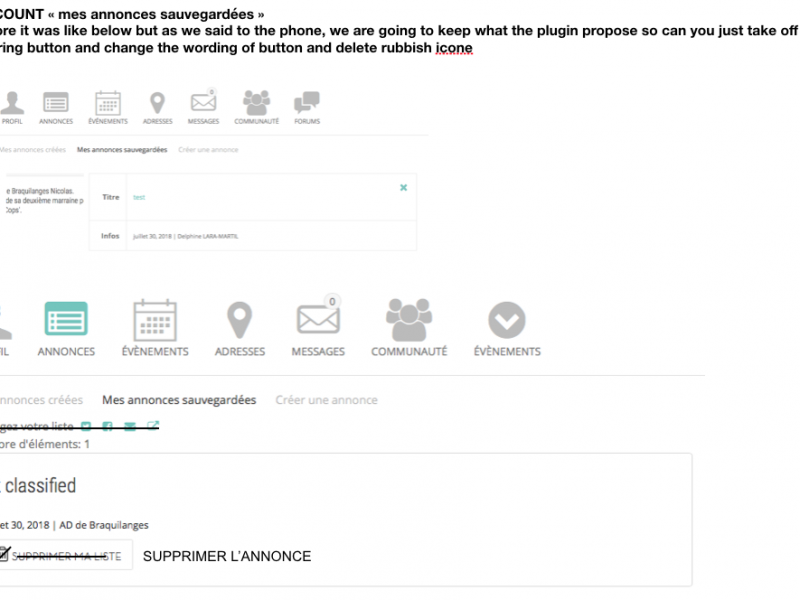 COUNT « mes annonces sauvegardées »
ore it was like below but as we said to the phone, we are going to keep what the plugin propose so can you just take off
ring button and change the wording of button and delete rubbish icone
PROFIL ANNONCES ÉVÈNEMENTS ADRESSES MESSAGES 0 COMMUNAUTÉ FORUMS
Mes annonces créées Mes annonces sauvegardées Créer une annonce
e Braquilanges Nicolas.
de sa deuxième marraine p
Cops'.
Titre test
Infos juillet 30, 2018 | Delphine LARA-MARTIL
IL ANNONCES ÉVÈNEMENTS ADRESSES MESSAGES 0 COMMUNAUTÉ ÉVÈNEMENTS
nnonces créées Mes annonces sauvegardées Créer une annonce
gez votre liste
bre d'éléments: 1
classified
et 30, 2018 | AD de Braquilanges
SUPPRIMER MA LISTE SUPPRIMER L'ANNONCE